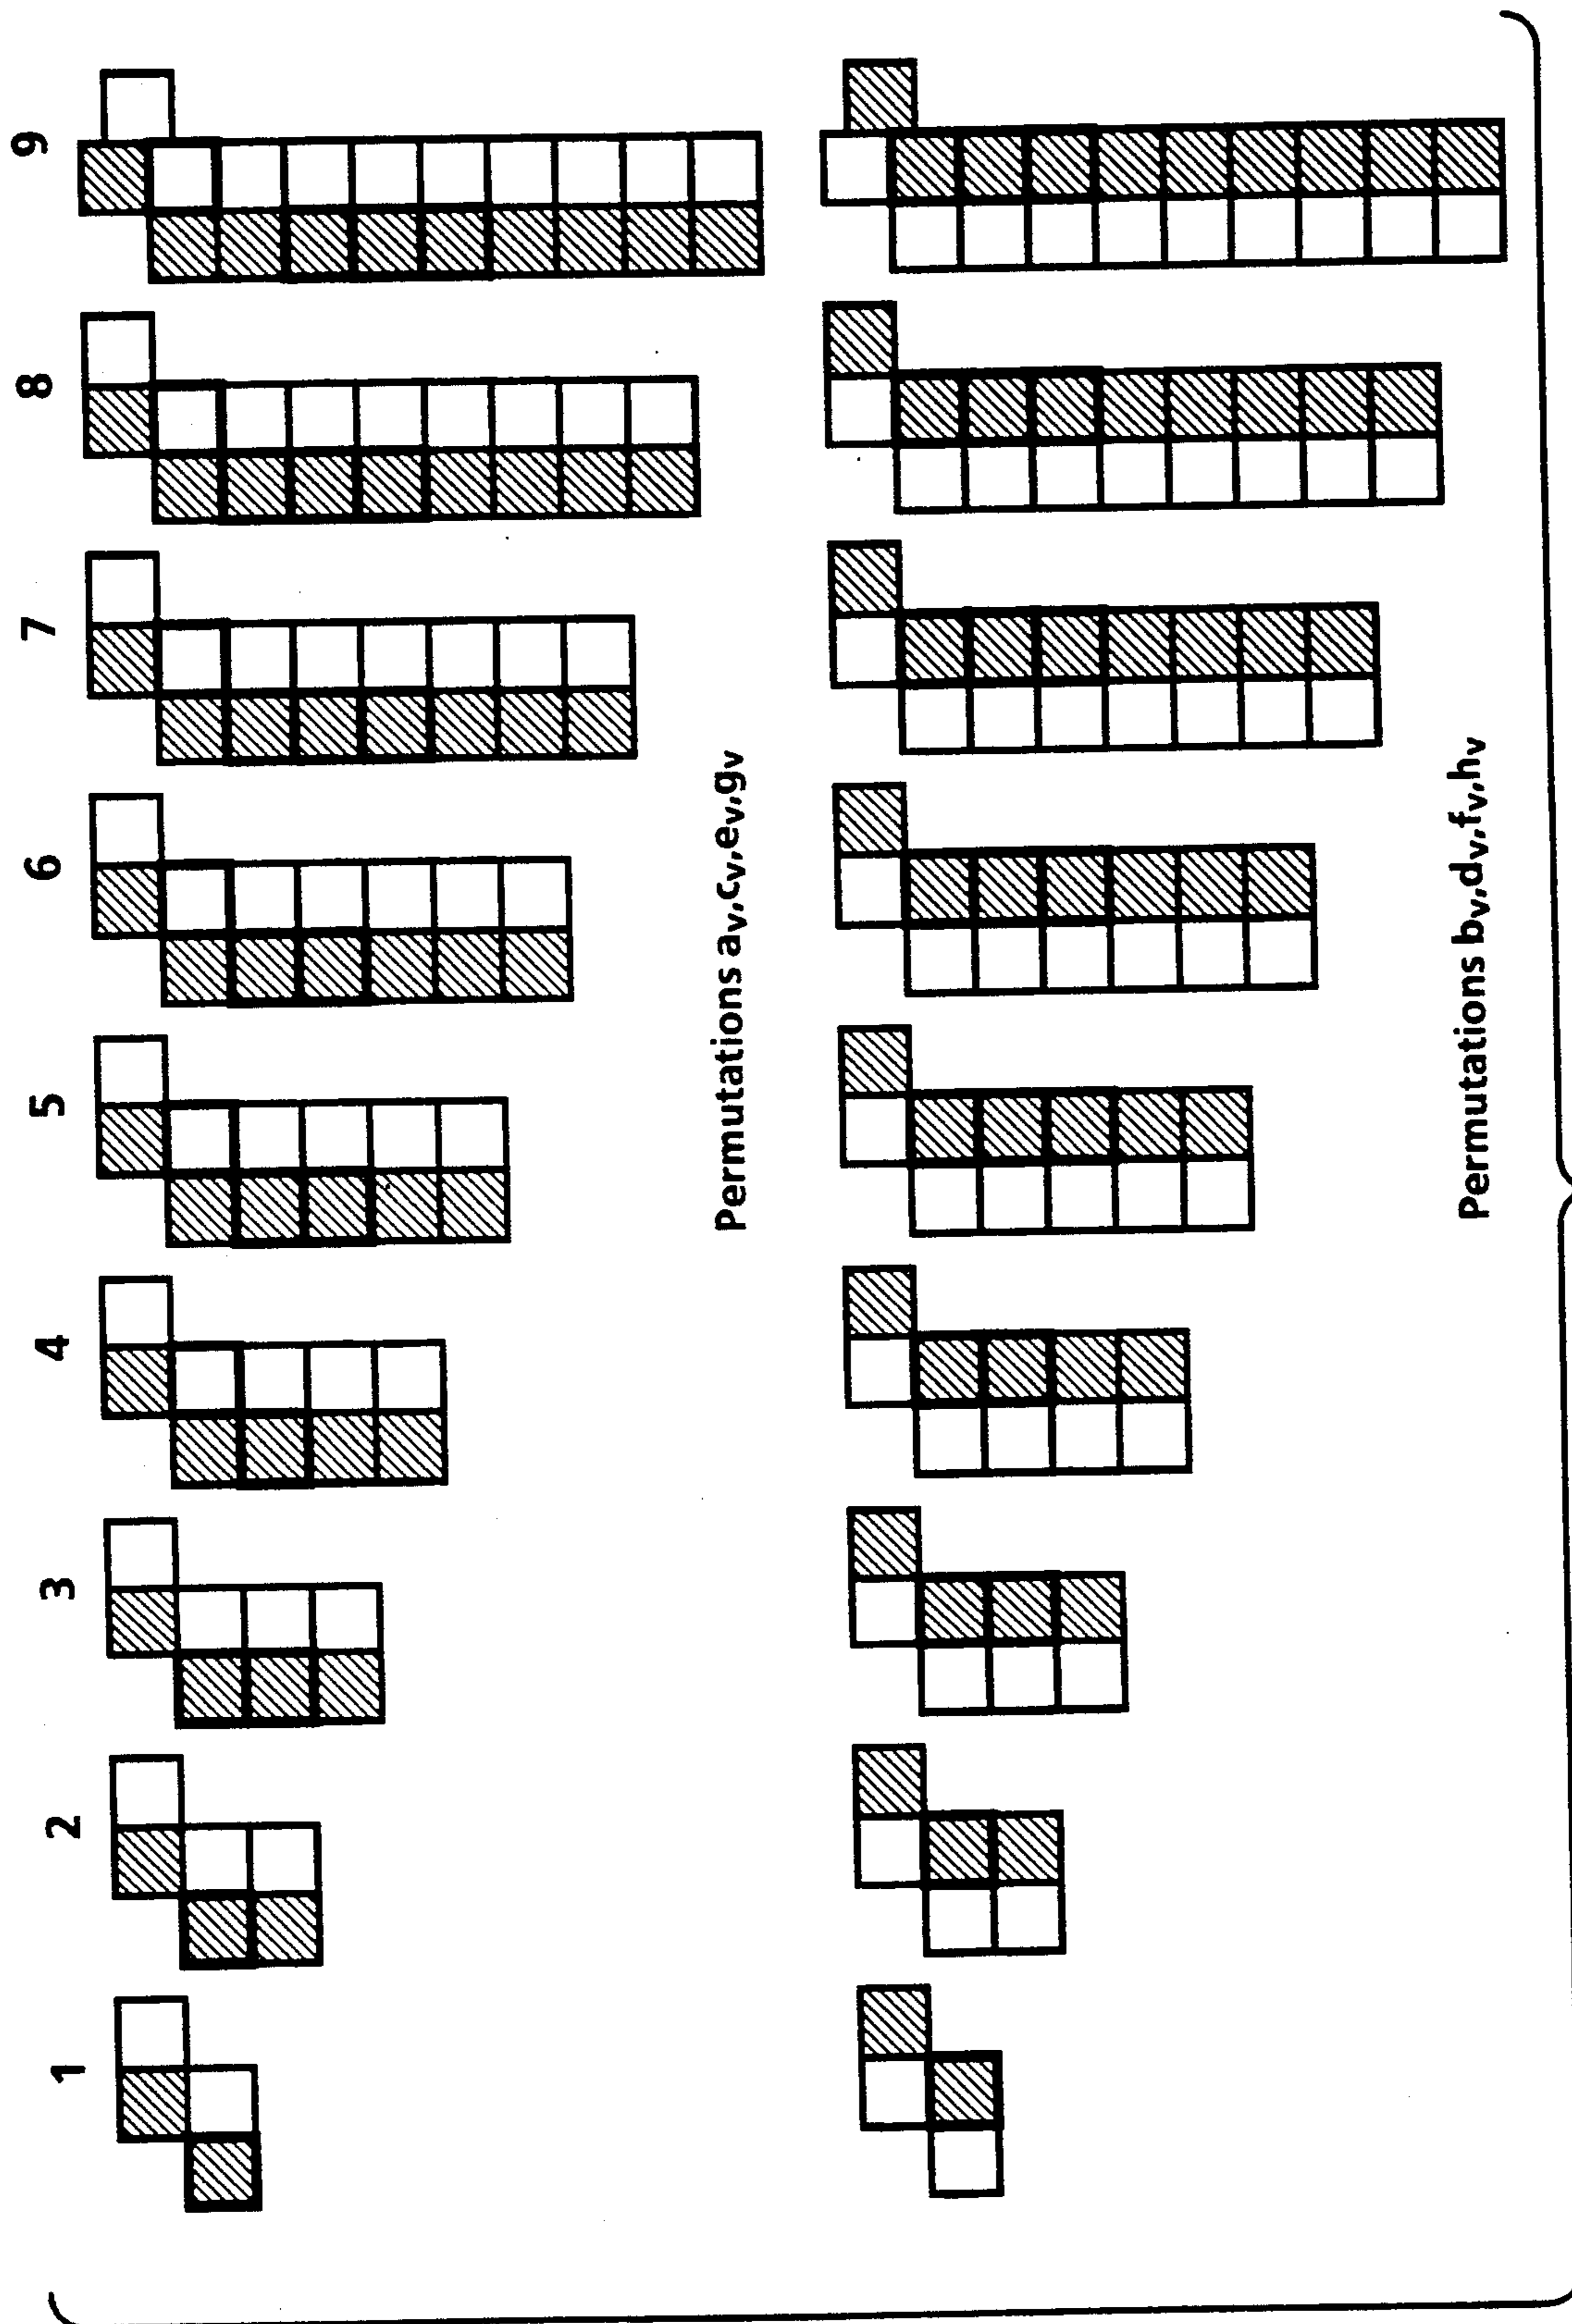 1 2 3 4 5 6 7 8 9
Permutations av,cv,ev,gv
Permutations bv,dv,fv,hv